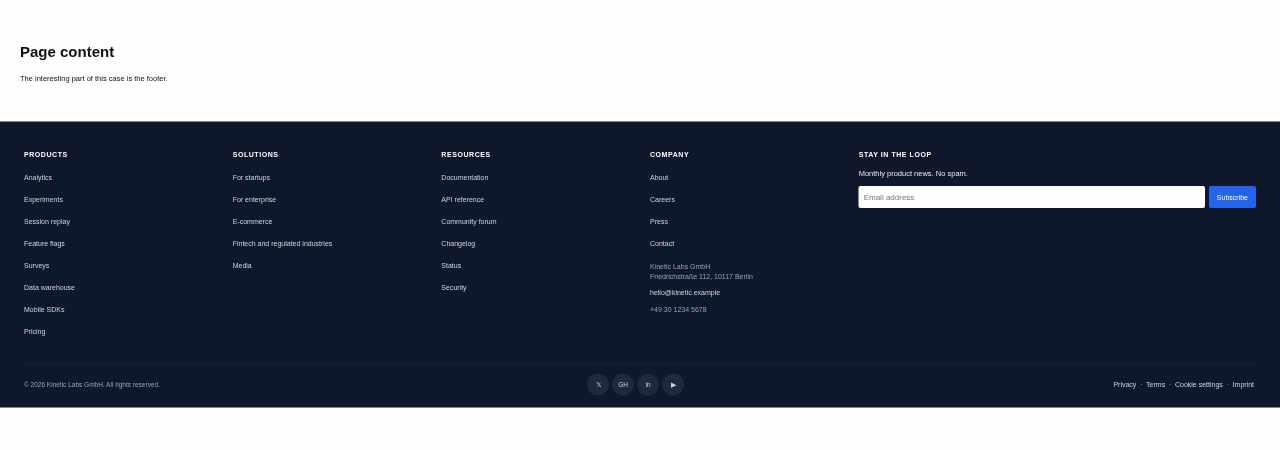 Page content
The interesting part of this case is the footer.
PRODUCTS
Analytics
Experiments
Session replay
Feature flags
Surveys
Data warehouse
Mobile SDKs
Pricing
SOLUTIONS
For startups
For enterprise
E-commerce
Fintech and regulated industries
Media
RESOURCES
Documentation
API reference
Community forum
Changelog
Status
Security
COMPANY
About
Careers
Press
Contact
Kinetic Labs GmbH
Friedrichstraße 112, 10117 Berlin
hello@kinetic.example
+49 30 1234 5678
STAY IN THE LOOP
Monthly product news. No spam.
Email address
Subscribe
© 2026 Kinetic Labs GmbH. All rights reserved.
𝕏 GH in ▶
Privacy · Terms · Cookie settings · Imprint